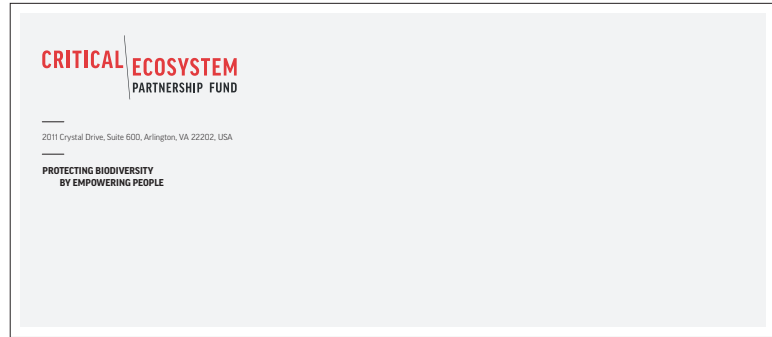 CRITICAL ECOSYSTEM
PARTNERSHIP FUND
2011 Crystal Drive, Suite 600, Arlington, VA 22202, USA
PROTECTING BIODIVERSITY
BY EMPOWERING PEOPLE